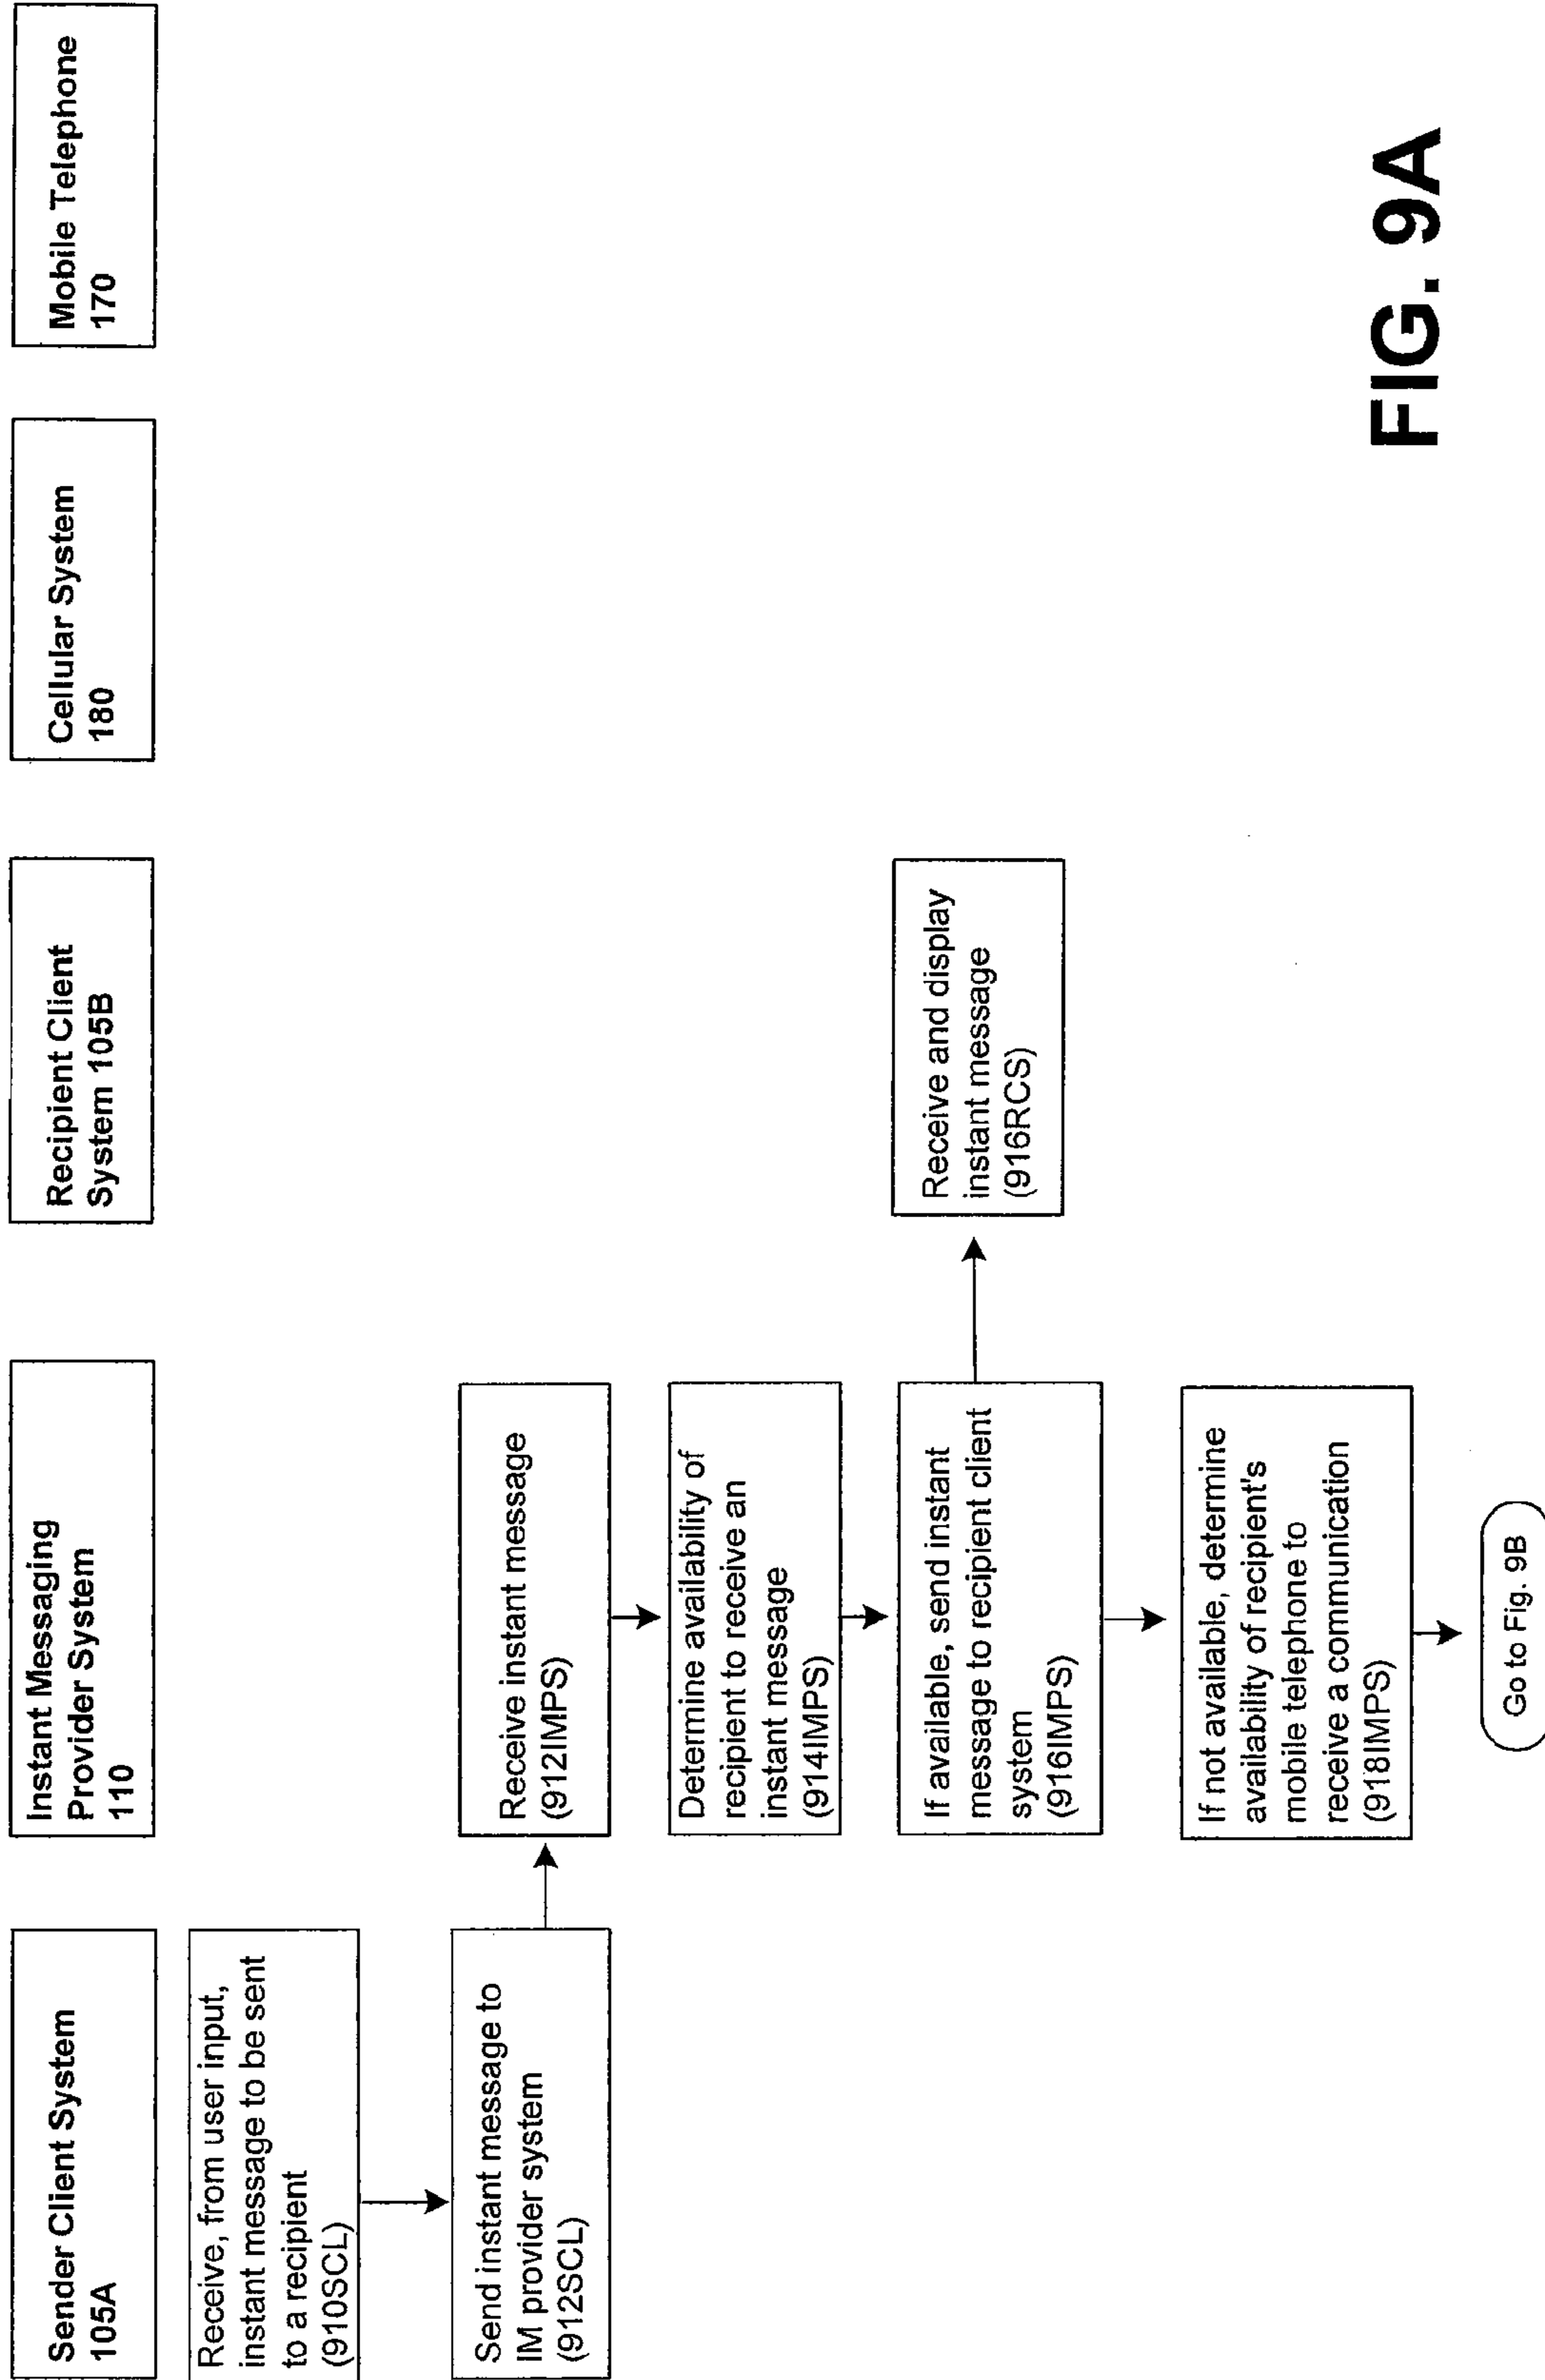 Sender Client System
105A
Instant Messaging
Provider System
110
Recipient Client
System 105B
Cellular System
180
Mobile Telephone
170
Receive, from user input,
instant message to be sent
to a recipient
(910SCL)
Send instant message to
IM provider system
(912SCL)
Receive instant message
(912IMPS)
Determine availability of
recipient to receive an
instant message
(914IMPS)
If available, send instant
message to recipient client
system
(916IMPS)
Receive and display
instant message
(916RCS)
If not available, determine
availability of recipient's
mobile telephone to
receive a communication
(918IMPS)
Go to Fig. 9B
FIG. 9A